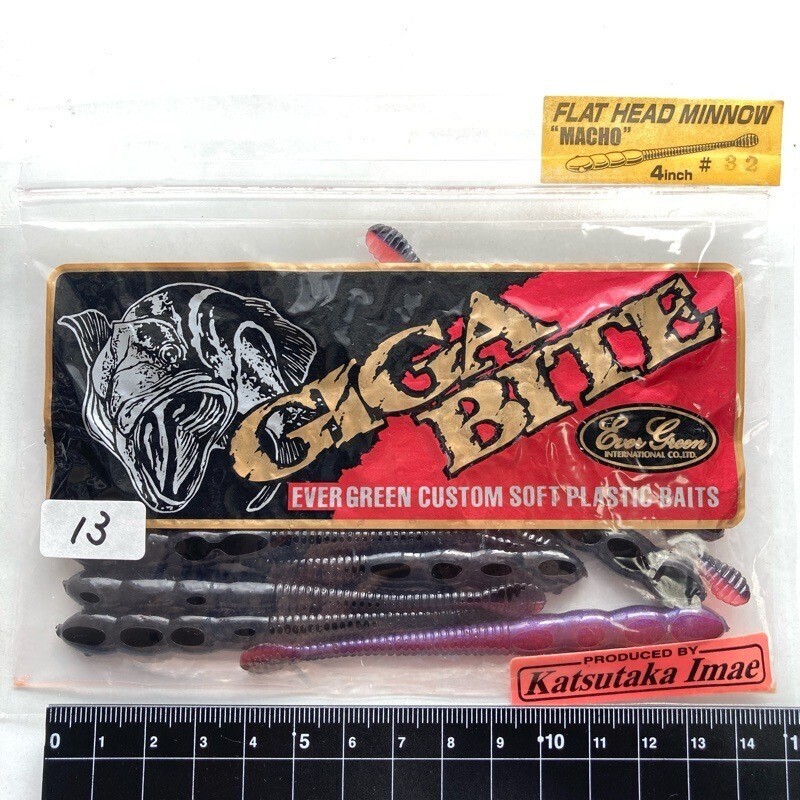 FLAT HEAD MINNOW
"MACHO"
4inch # 82
GIGA
BITE
Ever Green
INTERNATIONAL CO.,LTD.
EVER GREEN CUSTOM SOFT PLASTIC BAITS
13
PRODUCED BY
Katsutaka Imae
0 1 2 3 4 5 6 7 8 9 10 11 12 13 14 1